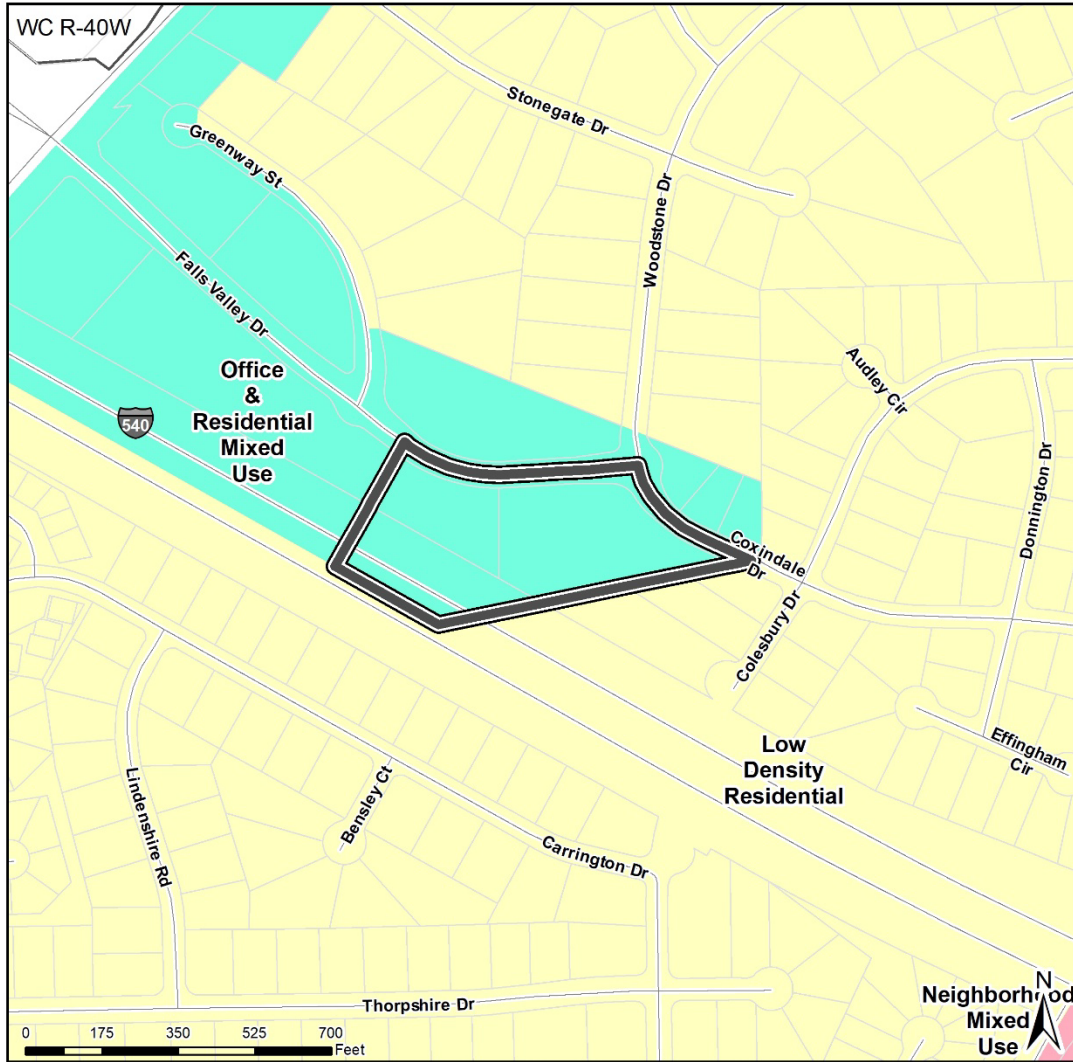 WC R-40W
Stonegate Dr
Greenway St
Woodstone Dr
Falls Valley Dr
Audley Cir
Office
&
Residential
Mixed
Use
540
Donnington Dr
Coxindale
Dr
Colesbury Dr
Effingham
Cir
Low
Density
Residential
Lindenshire Rd
Bensley Ct
Carrington Dr
Thorpshire Dr
N
Neighborhood
Mixed
Use
0 175 350 525 700
Feet